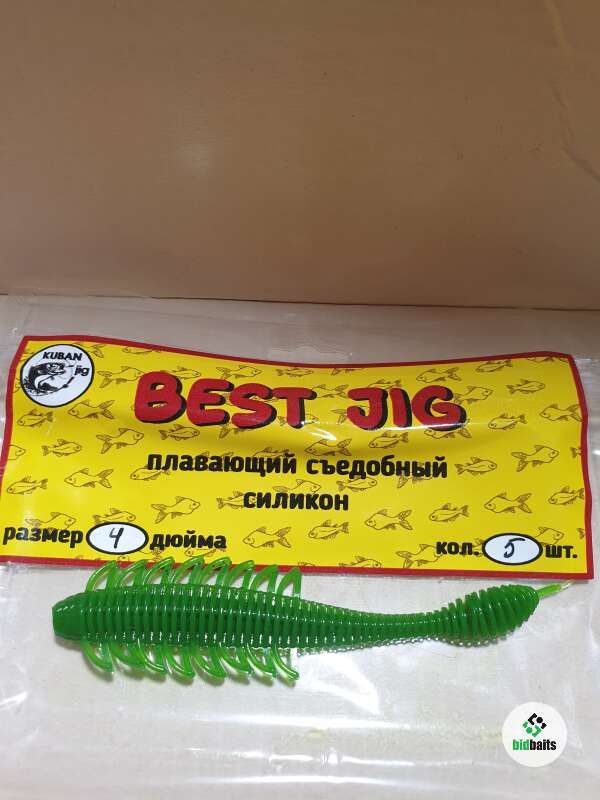 KUBAN
jig
BEST JIG
плавающий съедобный
силикон
размер 4 дюйма
кол. 5 шт.
bidbaits